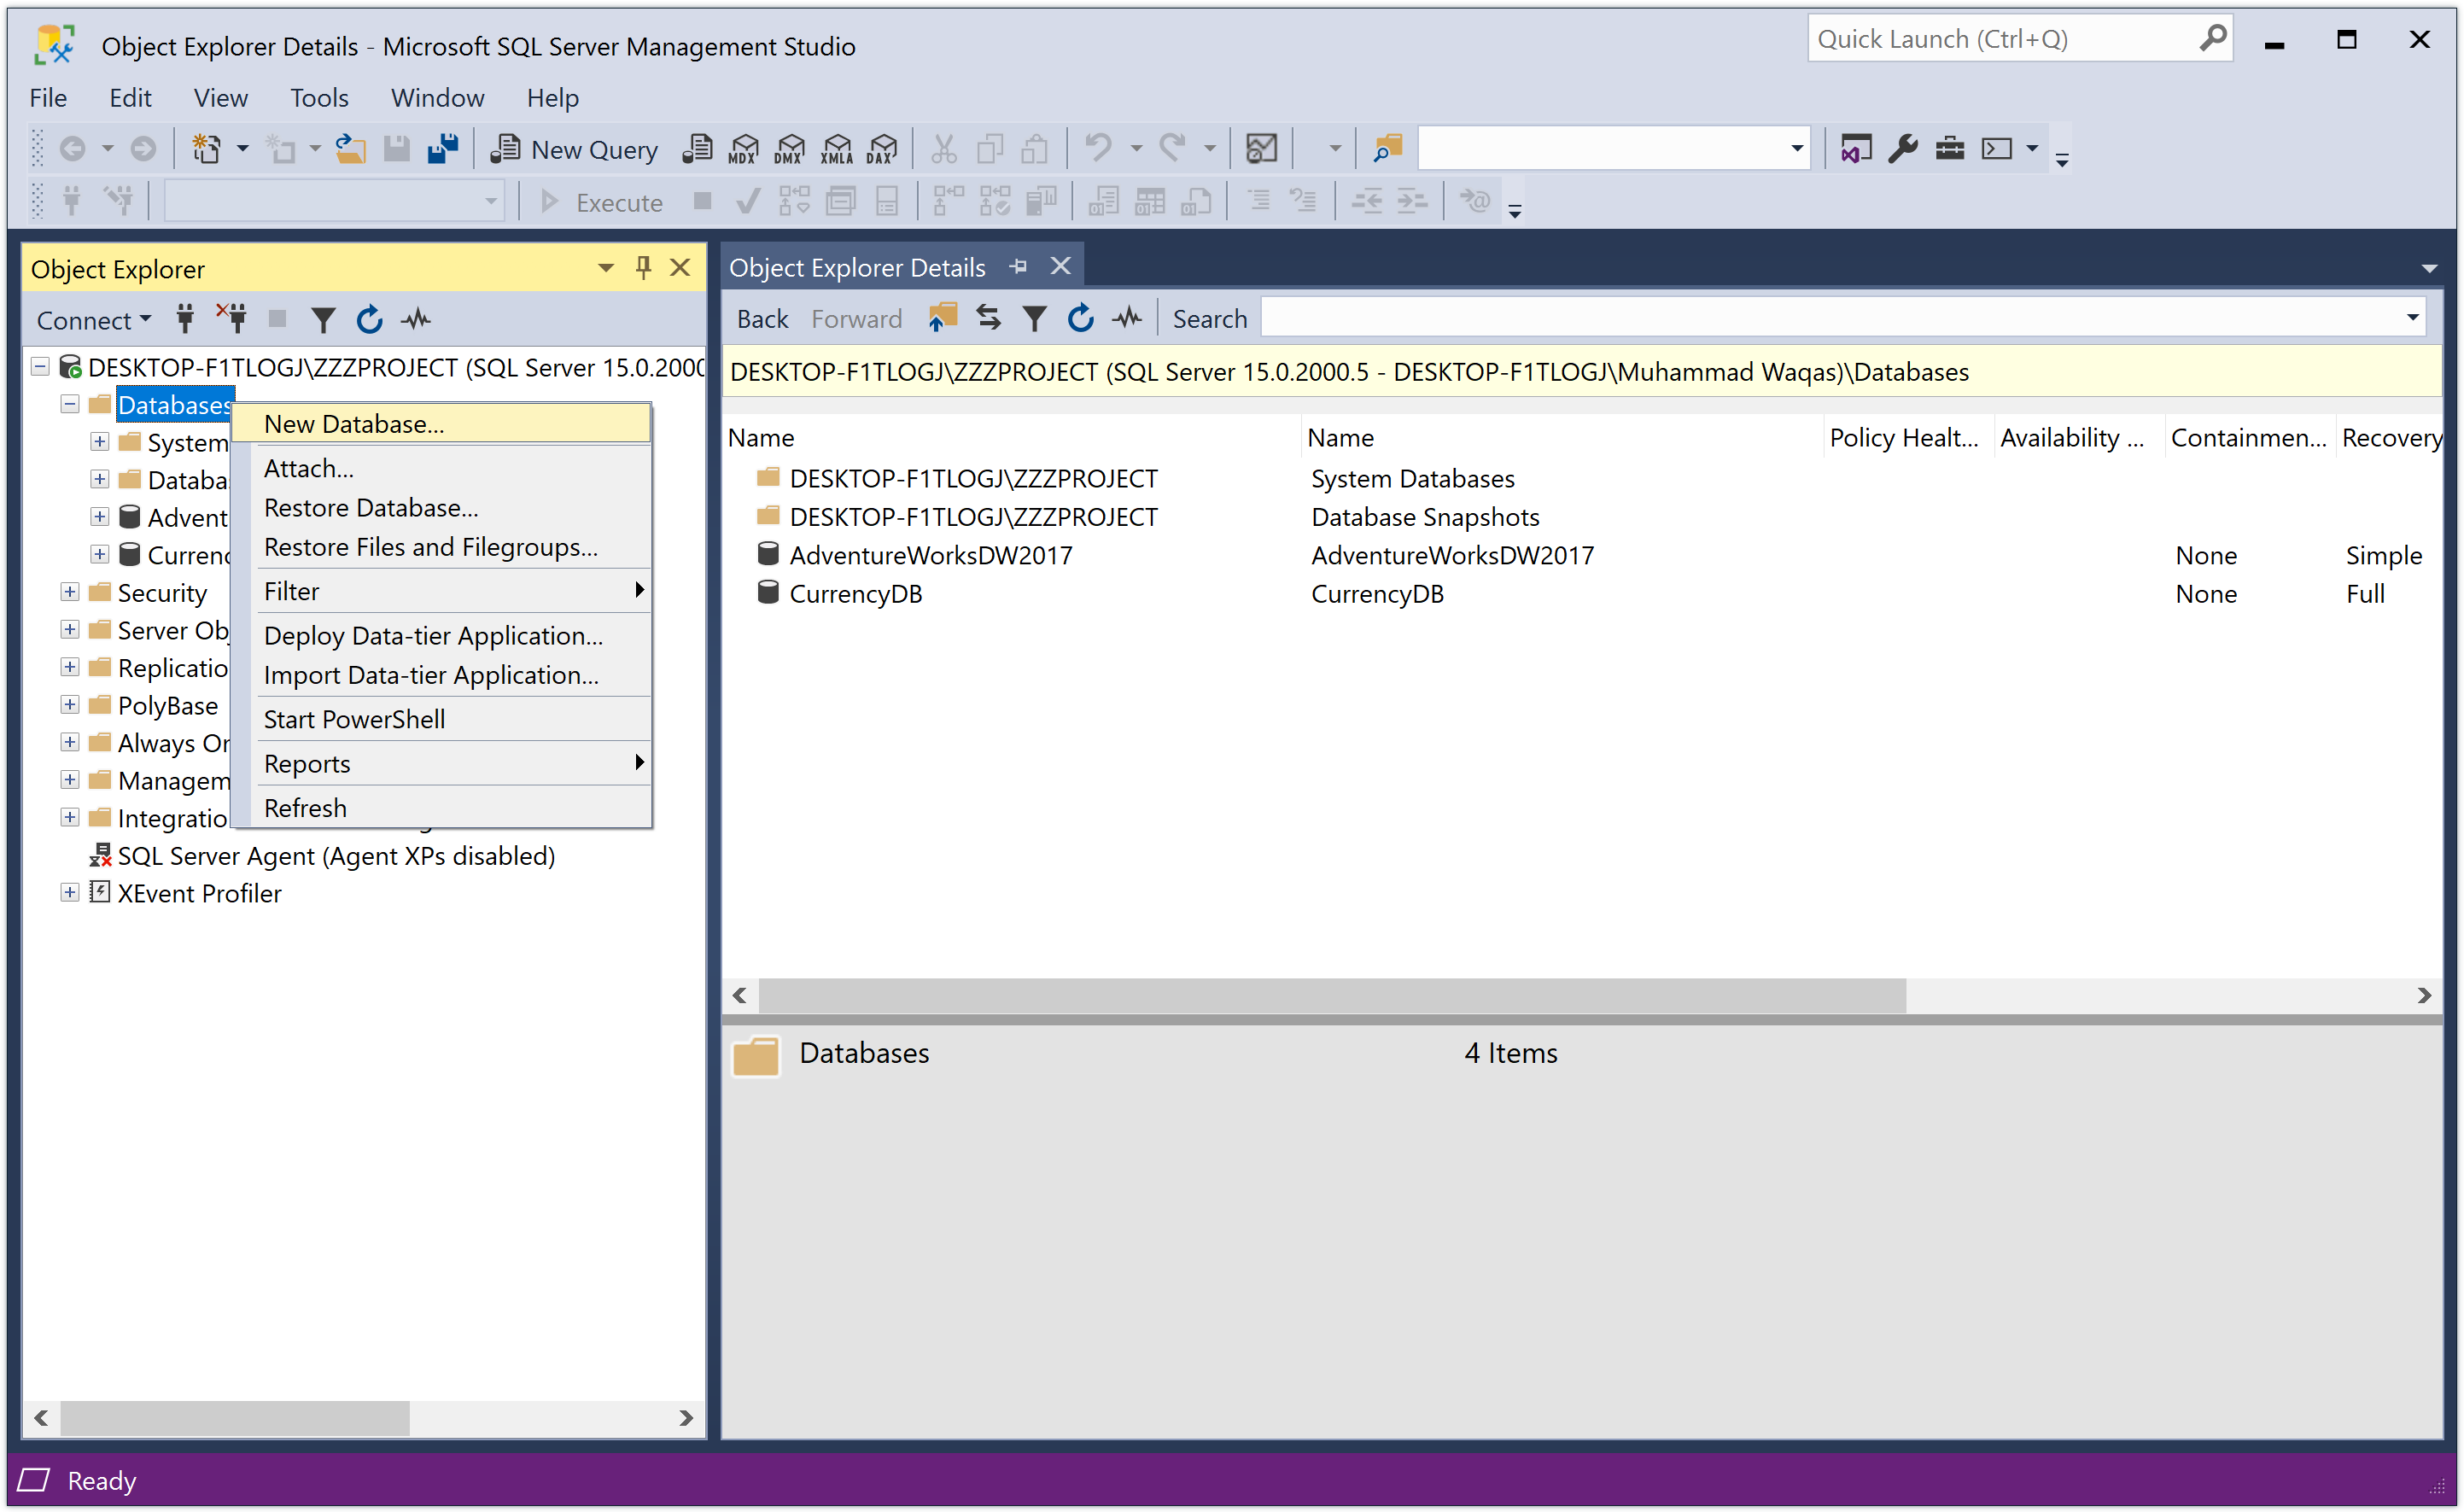 Object Explorer Details - Microsoft SQL Server Management Studio
Quick Launch (Ctrl+Q)
File Edit View Tools Window Help
New Query MDX DMX XMLA DAX
Execute
Object Explorer
Connect
DESKTOP-F1TLOGJ\ZZZPROJECT (SQL Server 15.0.2000
Databases
System
Databa
Advent
Currenc
Security
Server Obj
Replicatio
PolyBase
Always On
Managem
Integratio
SQL Server Agent (Agent XPs disabled)
XEvent Profiler
New Database...
Attach...
Restore Database...
Restore Files and Filegroups...
Filter
Deploy Data-tier Application...
Import Data-tier Application...
Start PowerShell
Reports
Refresh
Object Explorer Details
Back Forward Search
DESKTOP-F1TLOGJ\ZZZPROJECT (SQL Server 15.0.2000.5 - DESKTOP-F1TLOGJ\Muhammad Waqas)\Databases
Name Name Policy Healt... Availability ... Containmen... Recovery
DESKTOP-F1TLOGJ\ZZZPROJECT System Databases
DESKTOP-F1TLOGJ\ZZZPROJECT Database Snapshots
AdventureWorksDW2017 AdventureWorksDW2017 None Simple
CurrencyDB CurrencyDB None Full
Databases 4 Items
Ready